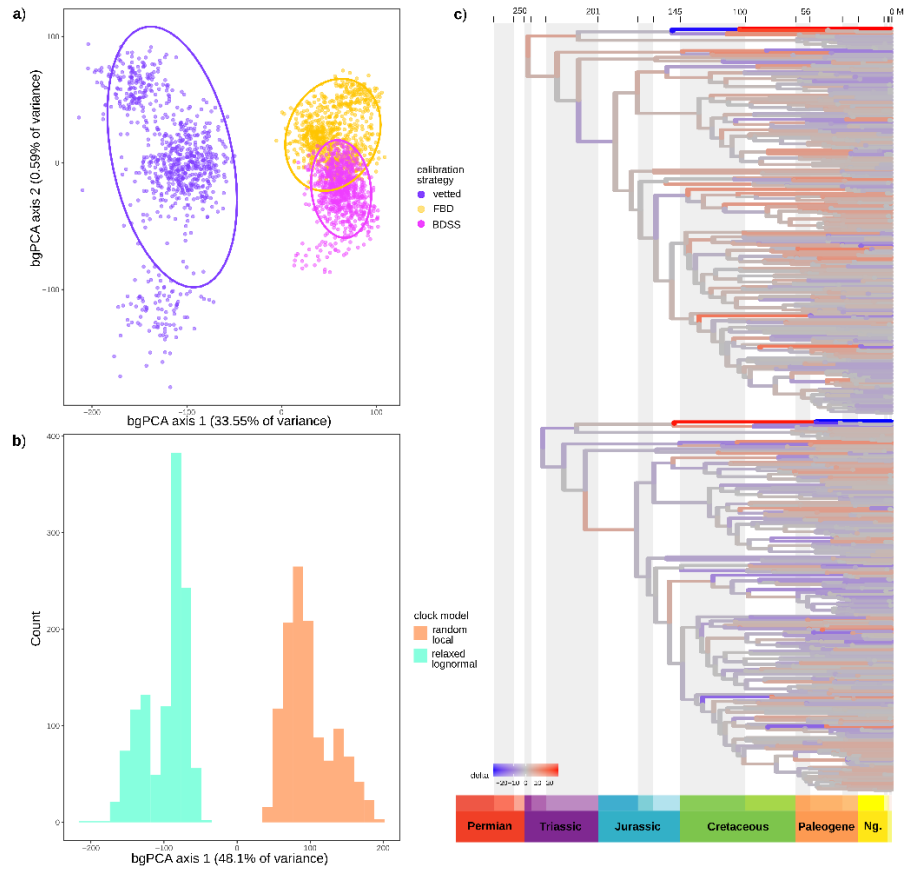 a)
100
0
−100
−200
−100
0
100
bgPCA axis 2 (0.59% of variance)
bgPCA axis 1 (33.55% of variance)
calibration
strategy
vetted
FBD
BDSS
b)
400
300
200
100
0
−200
−100
0
100
200
Count
bgPCA axis 1 (48.1% of variance)
clock model
random
local
relaxed
lognormal
c)
250
201
145
100
56
0 M
delta
−20
−10
0
10
20
Permian
Triassic
Jurassic
Cretaceous
Paleogene
Ng.